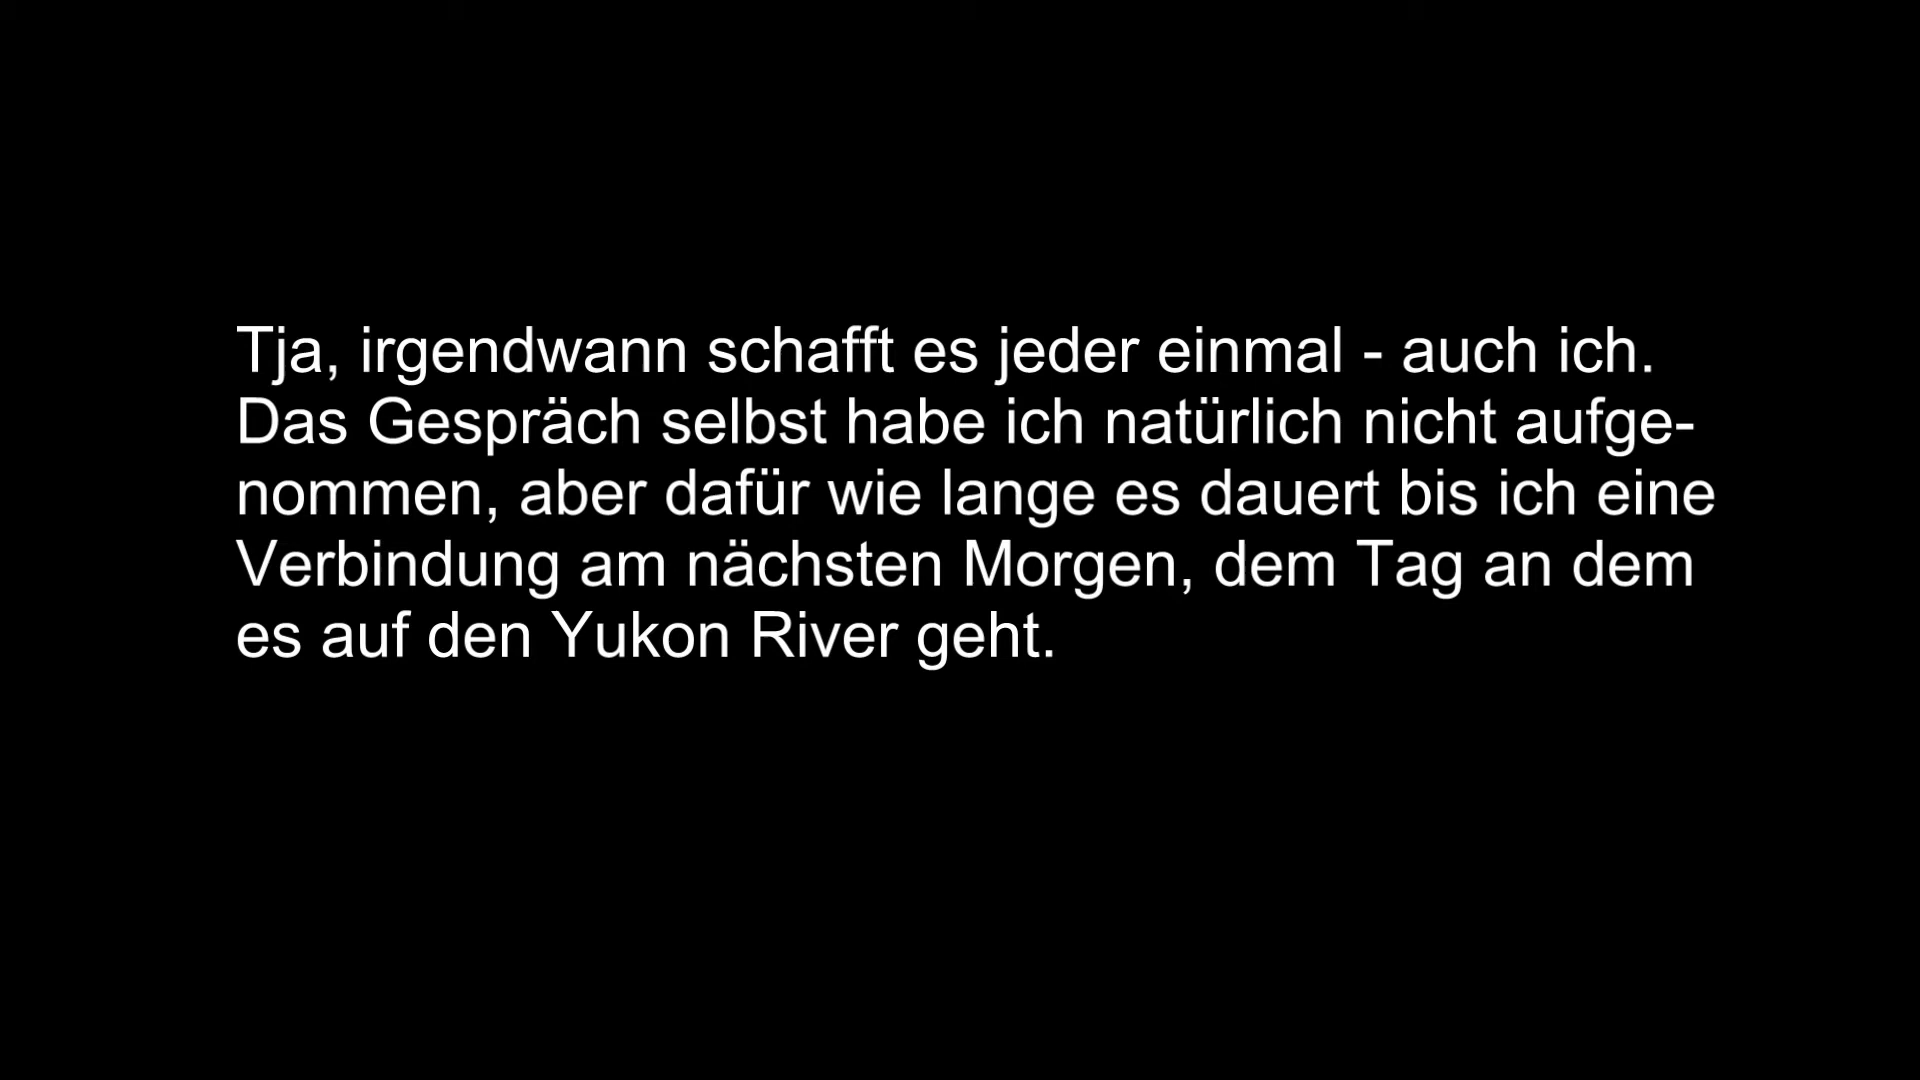 Tja, irgendwann schafft es jeder einmal - auch ich.
Das Gespräch selbst habe ich natürlich nicht aufge-
nommen, aber dafür wie lange es dauert bis ich eine
Verbindung am nächsten Morgen, dem Tag an dem
es auf den Yukon River geht.